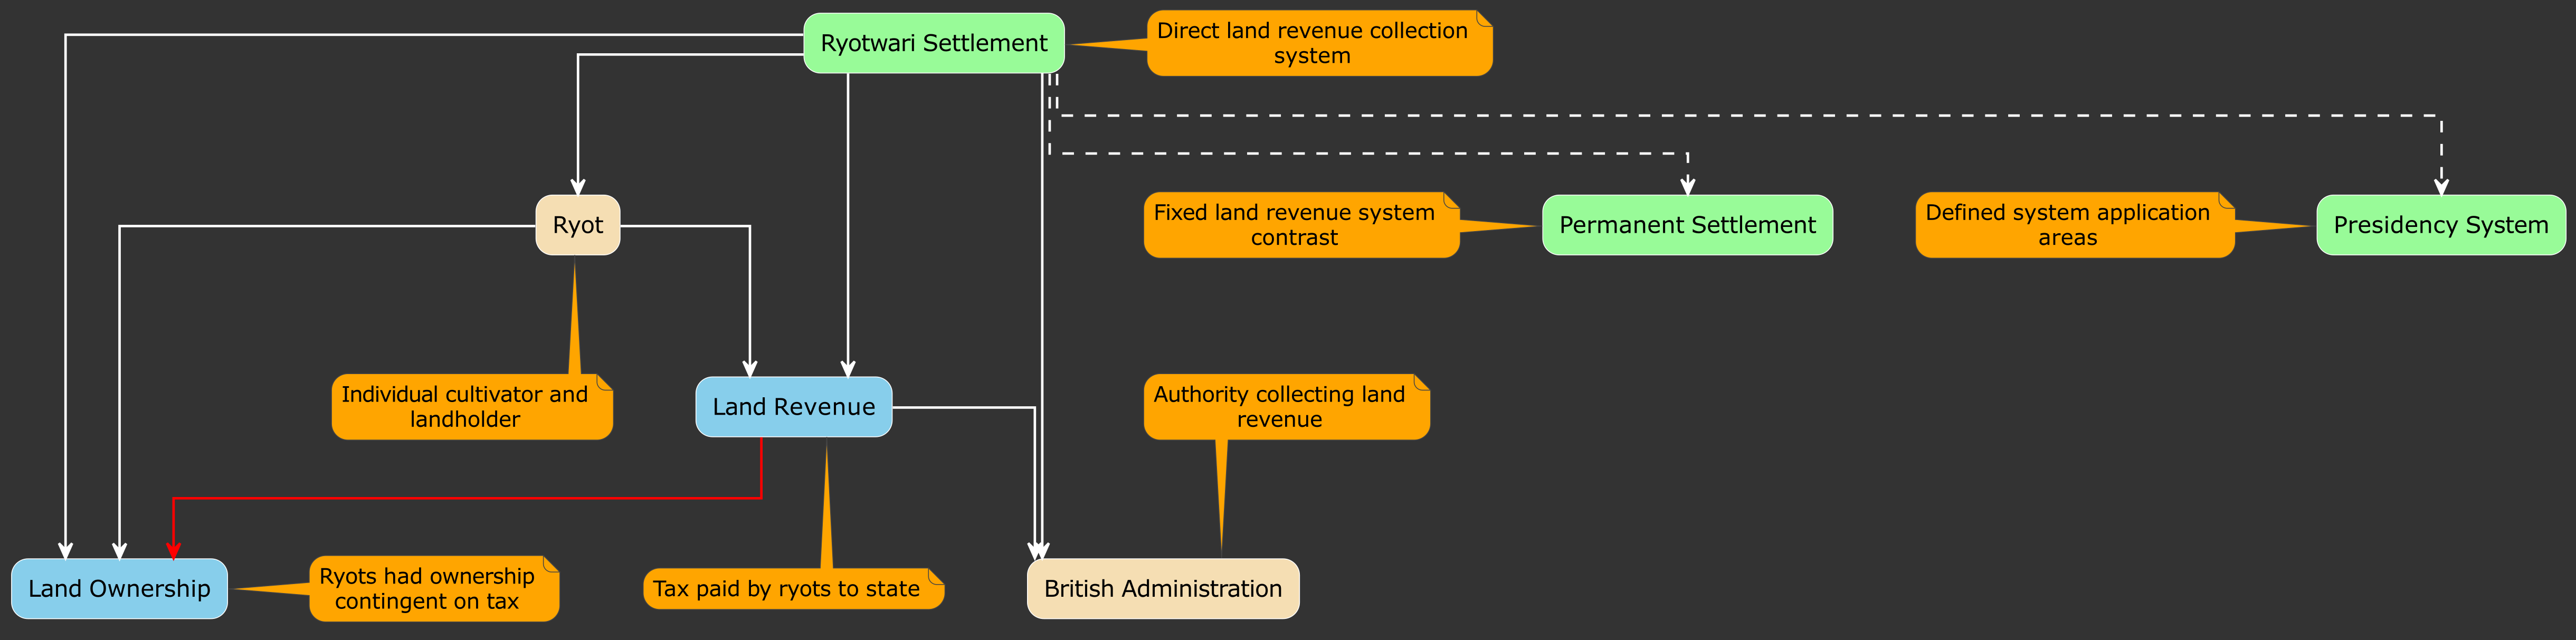 Ryotwari Settlement
Direct land revenue collection
system
Ryot
Fixed land revenue system
contrast
Permanent Settlement
Defined system application
areas
Presidency System
Individual cultivator and
landholder
Land Revenue
Authority collecting land
revenue
Land Ownership
Ryots had ownership
contingent on tax
Tax paid by ryots to state
British Administration